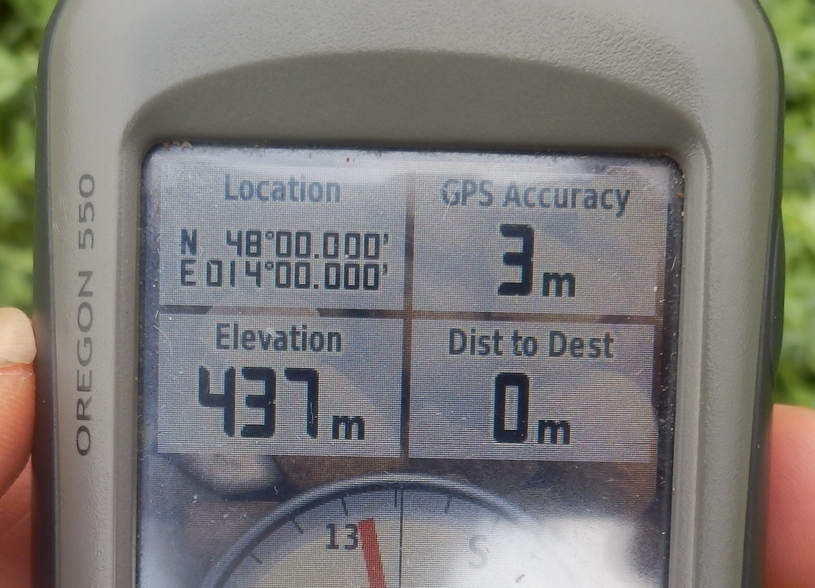 OREGON 550
Location
N 48°00.000'
E 014°00.000'
GPS Accuracy
3m
Elevation
437m
Dist to Dest
0m
13
S